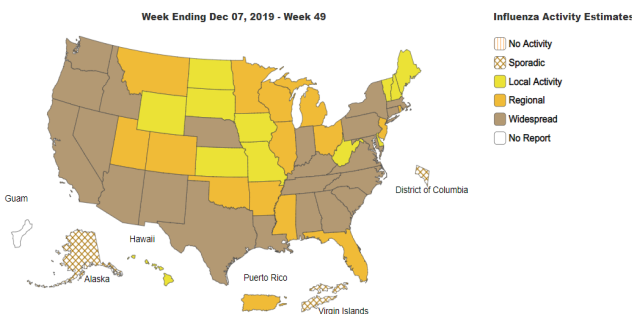 Week Ending Dec 07, 2019 - Week 49
Influenza Activity Estimates
No Activity
Sporadic
Local Activity
Regional
Widespread
No Report
District of Columbia
Guam
Hawaii
Alaska
Puerto Rico
Virgin Islands